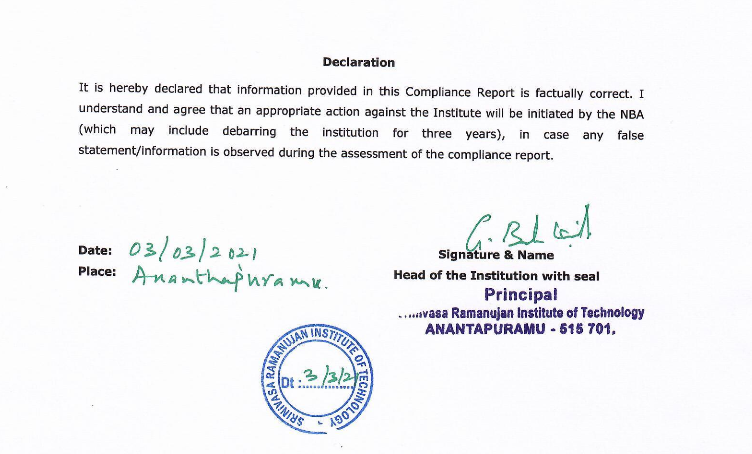 Declaration
It is hereby declared that information provided in this Compliance Report is factually correct. I
understand and agree that an appropriate action against the Institute will be initiated by the NBA
(which may include debarring the institution for three years), in case any false
statement/information is observed during the assessment of the compliance report.
Date: 03/03/2021
Place: Ananthapuramu.
Signature & Name
Head of the Institution with seal
Principal
Ramanujan Institute of Technology
ANANTAPURAMU - 515 701.
SRINIVASA RAMANUJAN INSTITUTE OF TECHNOLOGY
Dt : 3/3/21